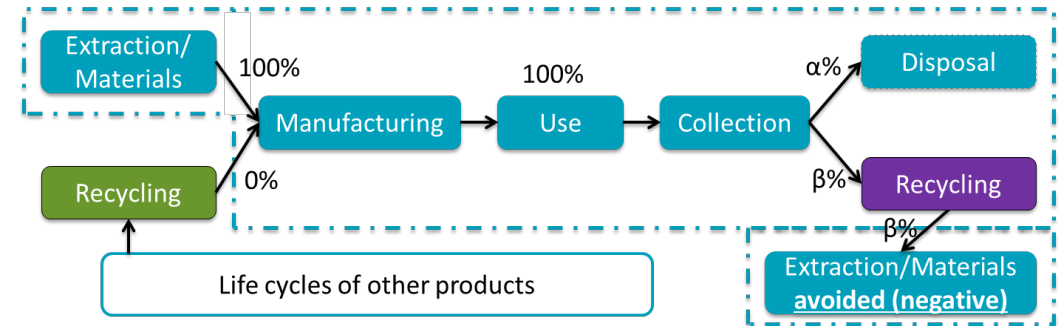 Extraction/
Materials
100%
100%
α%
Disposal
Manufacturing
Use
Collection
Recycling
0%
β%
Recycling
β%
Life cycles of other products
Extraction/Materials
avoided (negative)